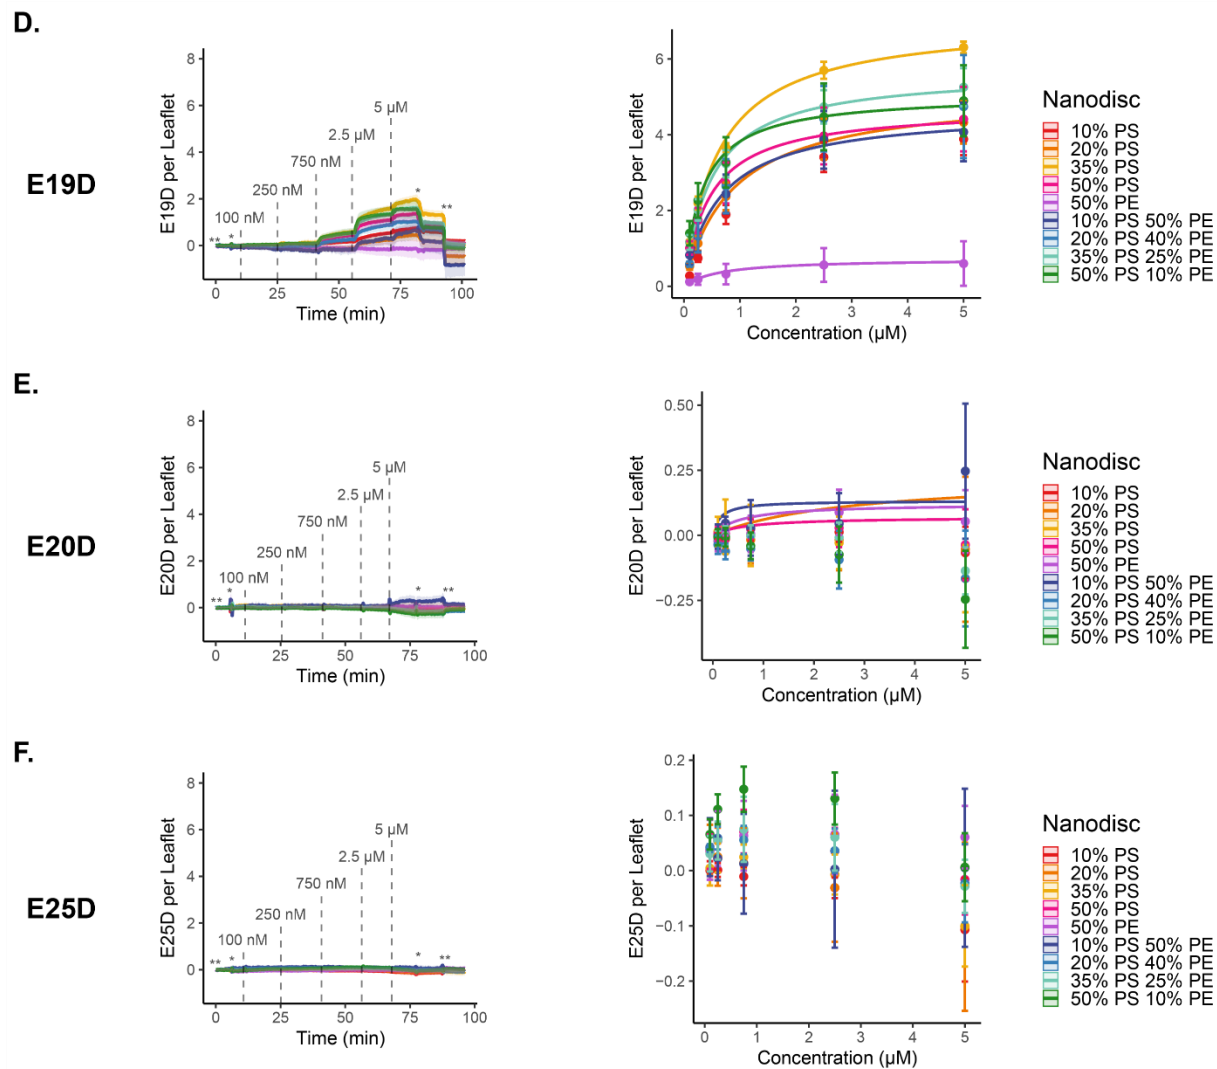 D.
E19D
E19D per Leaflet
8
6
4
2
0
** * 100 nM 250 nM 750 nM 2.5 µM 5 µM * **
0 25 50 75 100
Time (min)
E19D per Leaflet
6
4
2
0
0 1 2 3 4 5
Concentration (µM)
Nanodisc
10% PS
20% PS
35% PS
50% PS
50% PE
10% PS 50% PE
20% PS 40% PE
35% PS 25% PE
50% PS 10% PE
E.
E20D
E20D per Leaflet
8
6
4
2
0
** * 100 nM 250 nM 750 nM 2.5 µM 5 µM * **
0 25 50 75 100
Time (min)
E20D per Leaflet
0.50
0.25
0.00
−0.25
0 1 2 3 4 5
Concentration (µM)
Nanodisc
10% PS
20% PS
35% PS
50% PS
50% PE
10% PS 50% PE
20% PS 40% PE
35% PS 25% PE
50% PS 10% PE
F.
E25D
E25D per Leaflet
8
6
4
2
0
** * 100 nM 250 nM 750 nM 2.5 µM 5 µM * **
0 25 50 75 100
Time (min)
E25D per Leaflet
0.2
0.1
0.0
−0.1
−0.2
0 1 2 3 4 5
Concentration (µM)
Nanodisc
10% PS
20% PS
35% PS
50% PS
50% PE
10% PS 50% PE
20% PS 40% PE
35% PS 25% PE
50% PS 10% PE